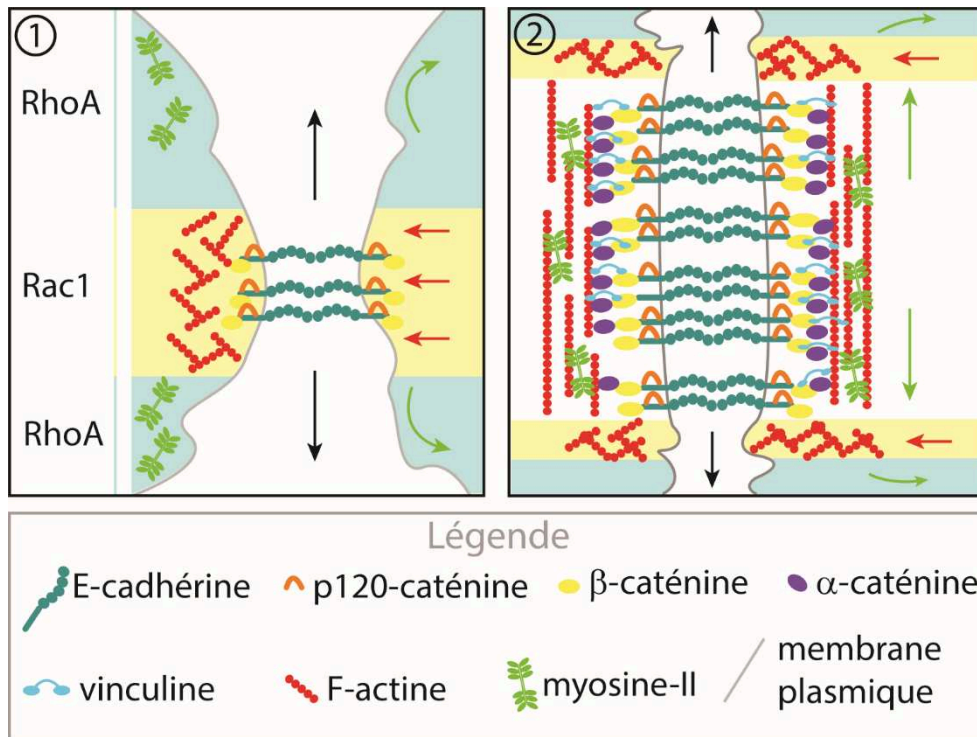 1
RhoA
Rac1
RhoA
2
Légende
E-cadhérine
p120-caténine
β-caténine
α-caténine
vinculine
F-actine
myosine-II
membrane
plasmique